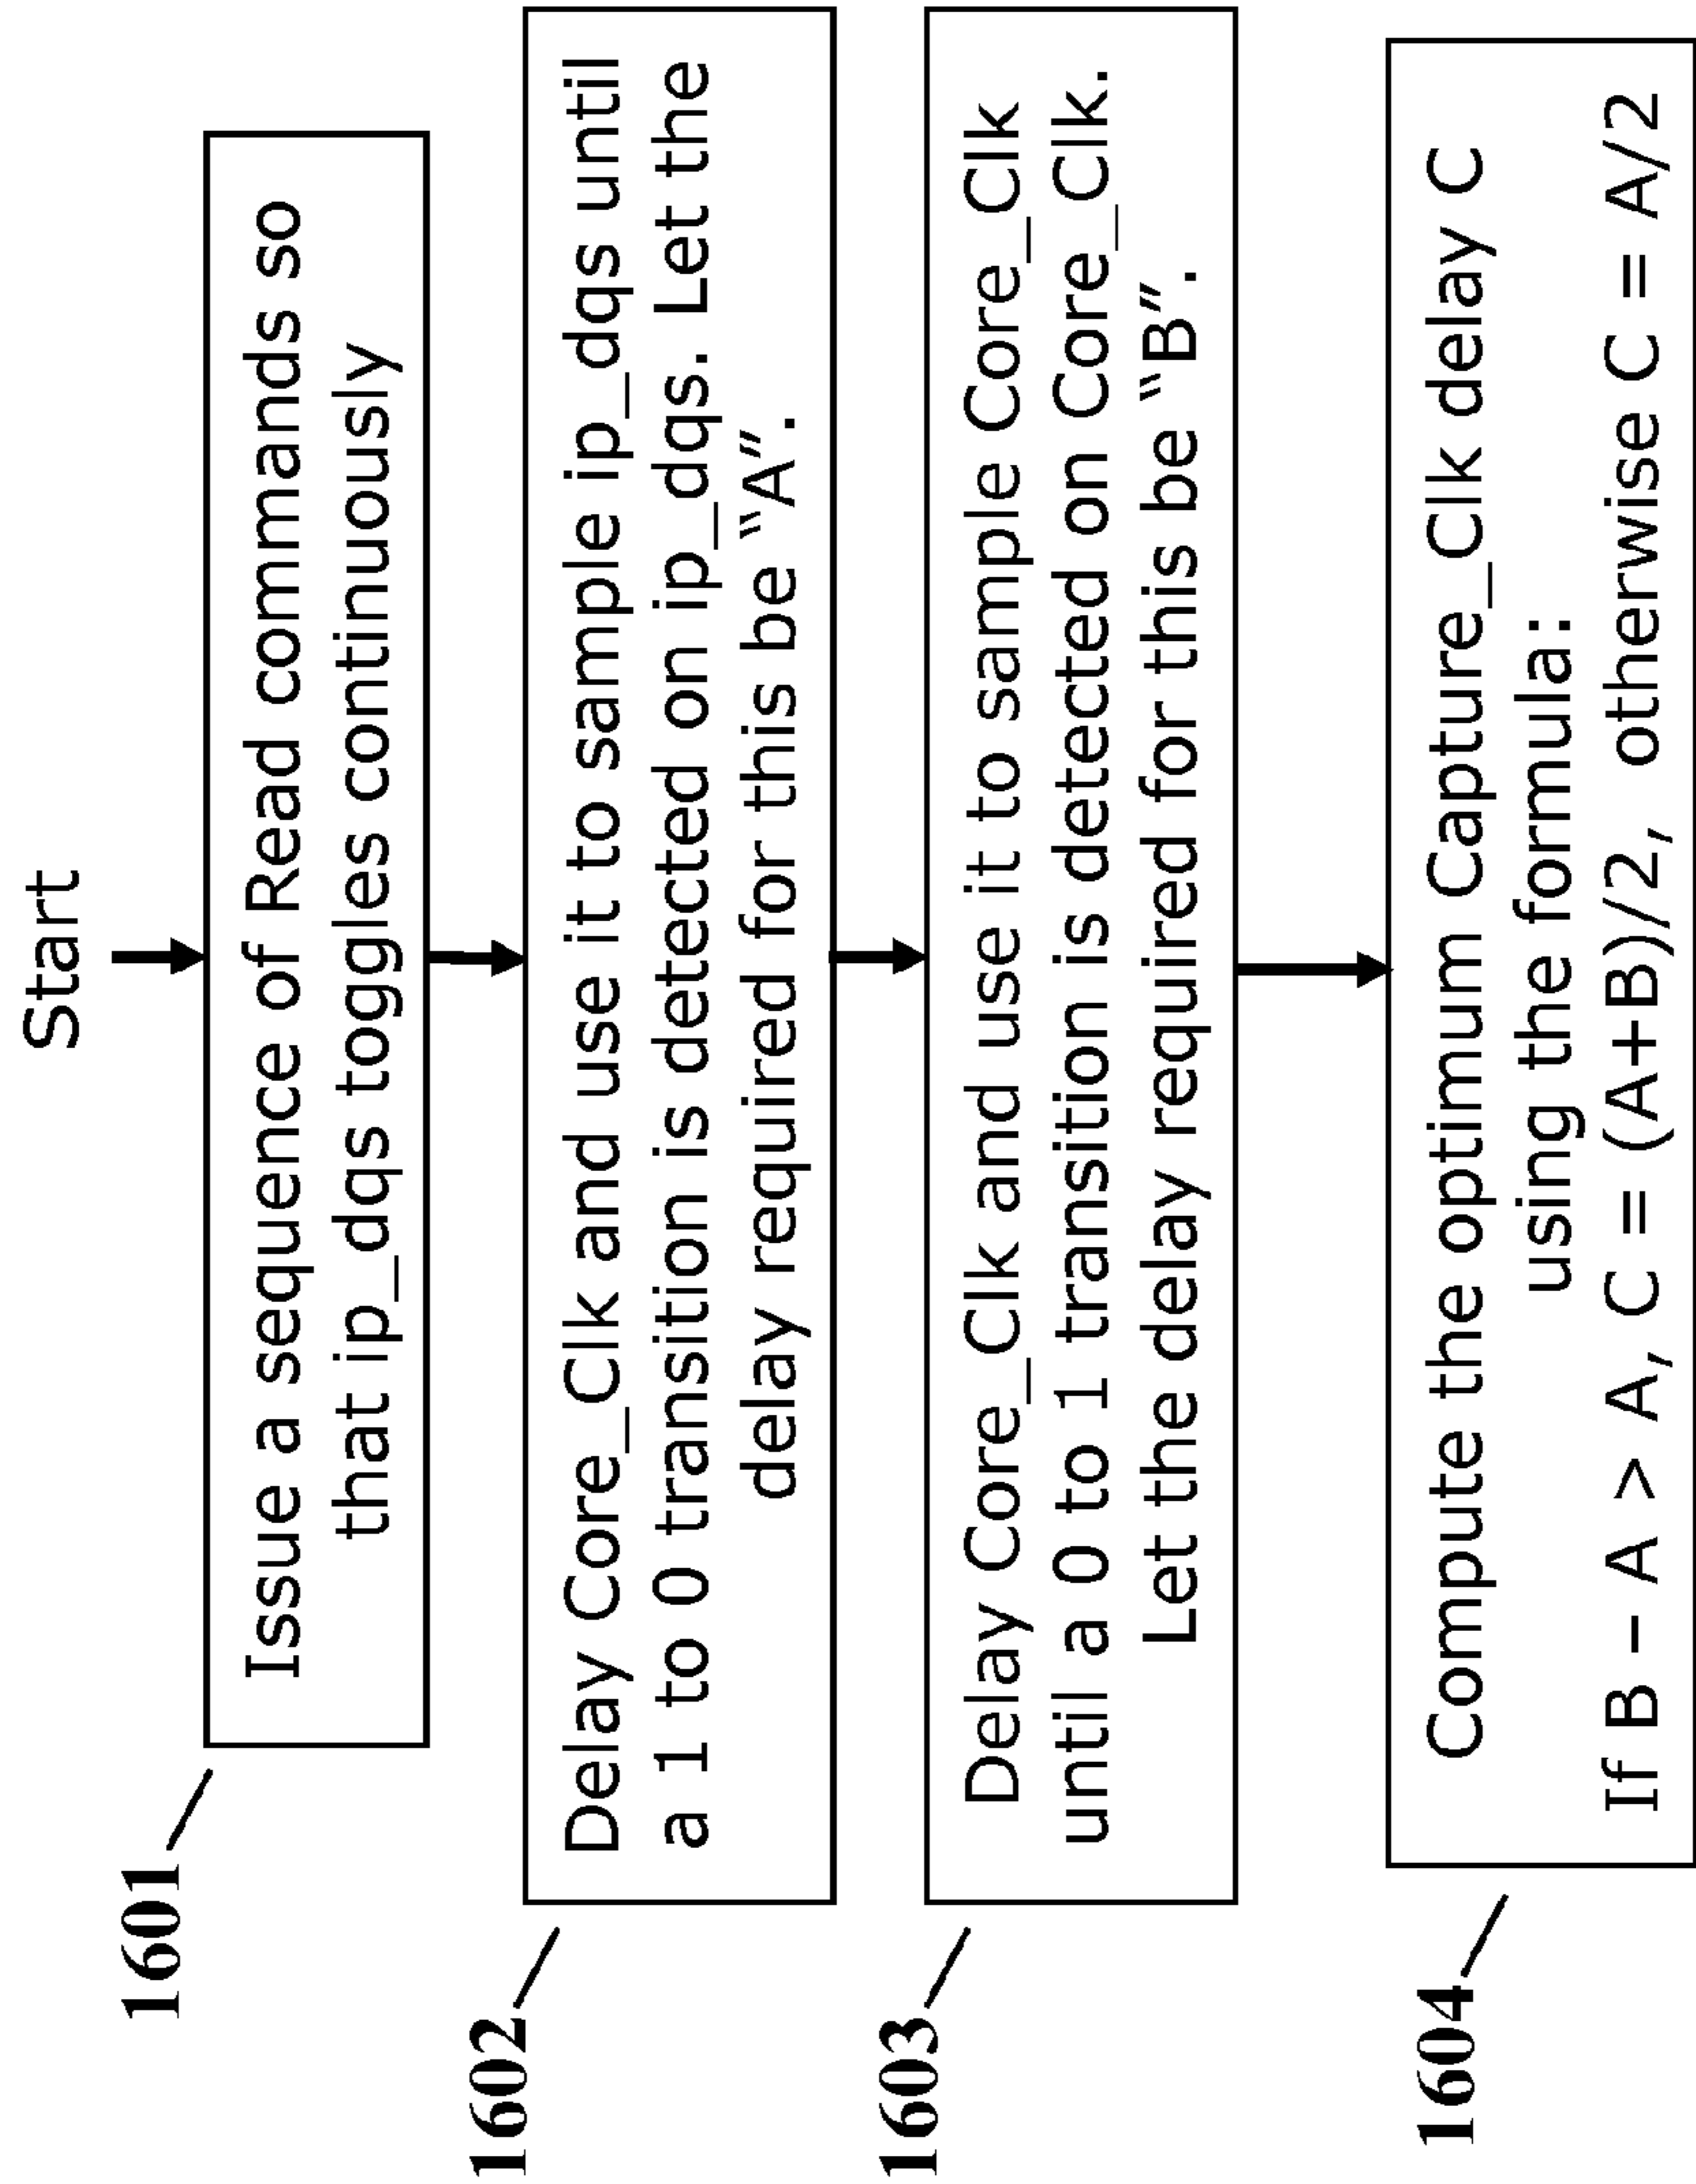 Start
1601
Issue a sequence of Read commands so
that ip_dqs toggles continuously
1602
Delay Core_Clk and use it to sample ip_dqs until
a 1 to 0 transition is detected on ip_dqs. Let the
delay required for this be “A”.
1603
Delay Core_Clk and use it to sample Core_Clk
until a 0 to 1 transition is detected on Core_Clk.
Let the delay required for this be “B”.
1604
Compute the optimum Capture_Clk delay C
using the formula:
If B – A > A, C = (A+B)/2, otherwise C = A/2